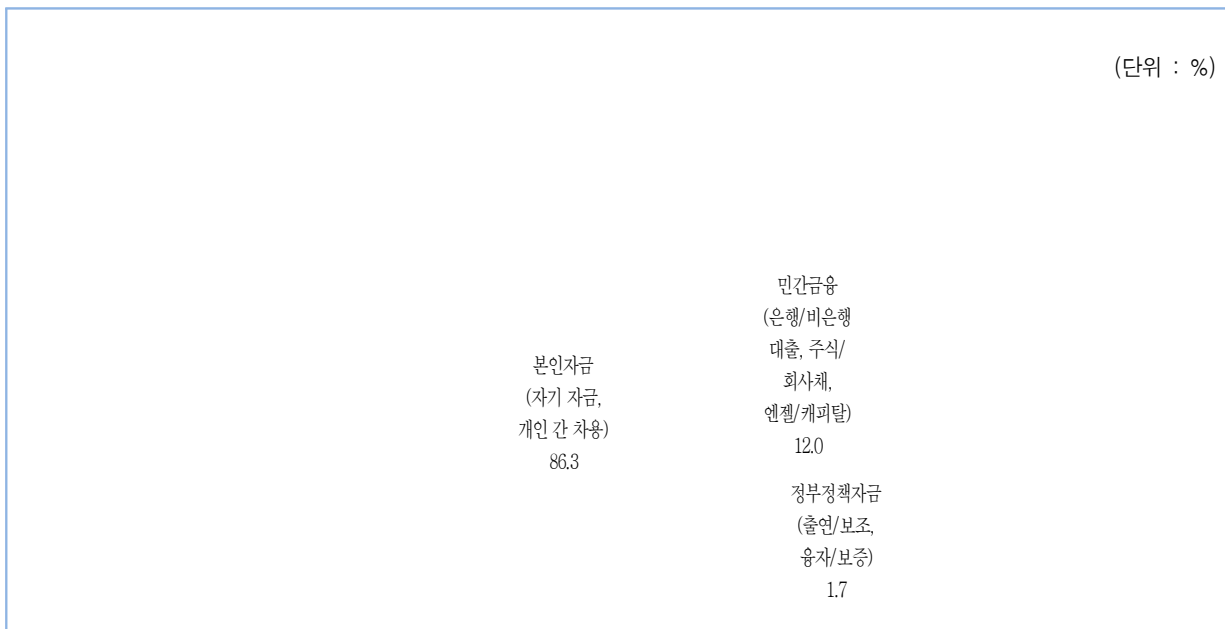 (단위 : %)
본인자금
(자기 자금,
개인 간 차용)
86.3
민간금융
(은행/비은행
대출, 주식/
회사채,
엔젤/캐피탈)
12.0
정부정책자금
(출연/보조,
융자/보증)
1.7